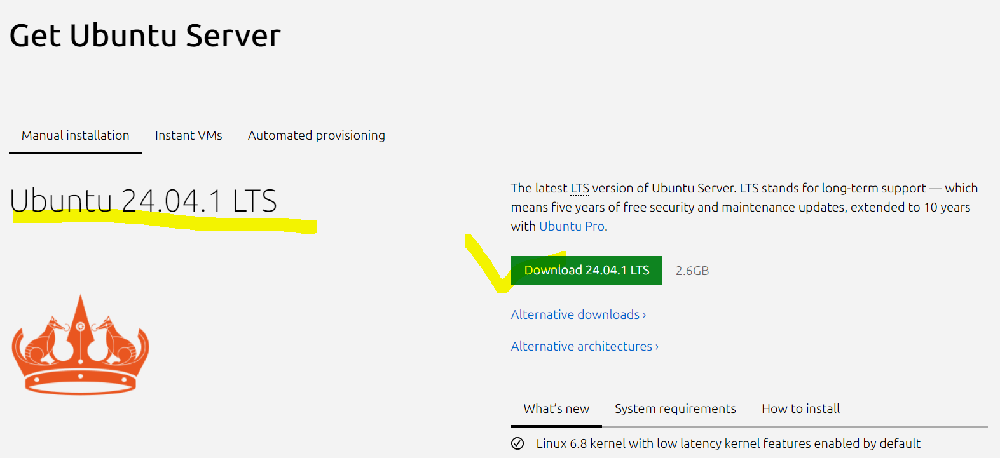 Get Ubuntu Server
Manual installation Instant VMs Automated provisioning
Ubuntu 24.04.1 LTS
The latest LTS version of Ubuntu Server. LTS stands for long-term support — which
means five years of free security and maintenance updates, extended to 10 years
with Ubuntu Pro.
Download 24.04.1 LTS 2.6GB
Alternative downloads ›
Alternative architectures ›
What's new System requirements How to install
Linux 6.8 kernel with low latency kernel features enabled by default